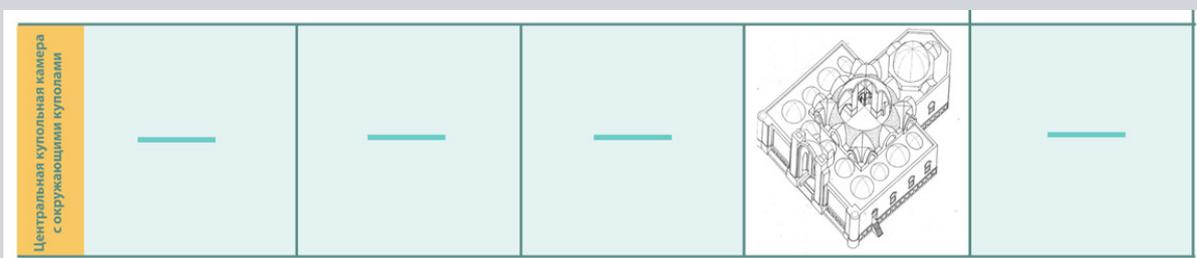 Центральная купольная камера
с окружающими куполами